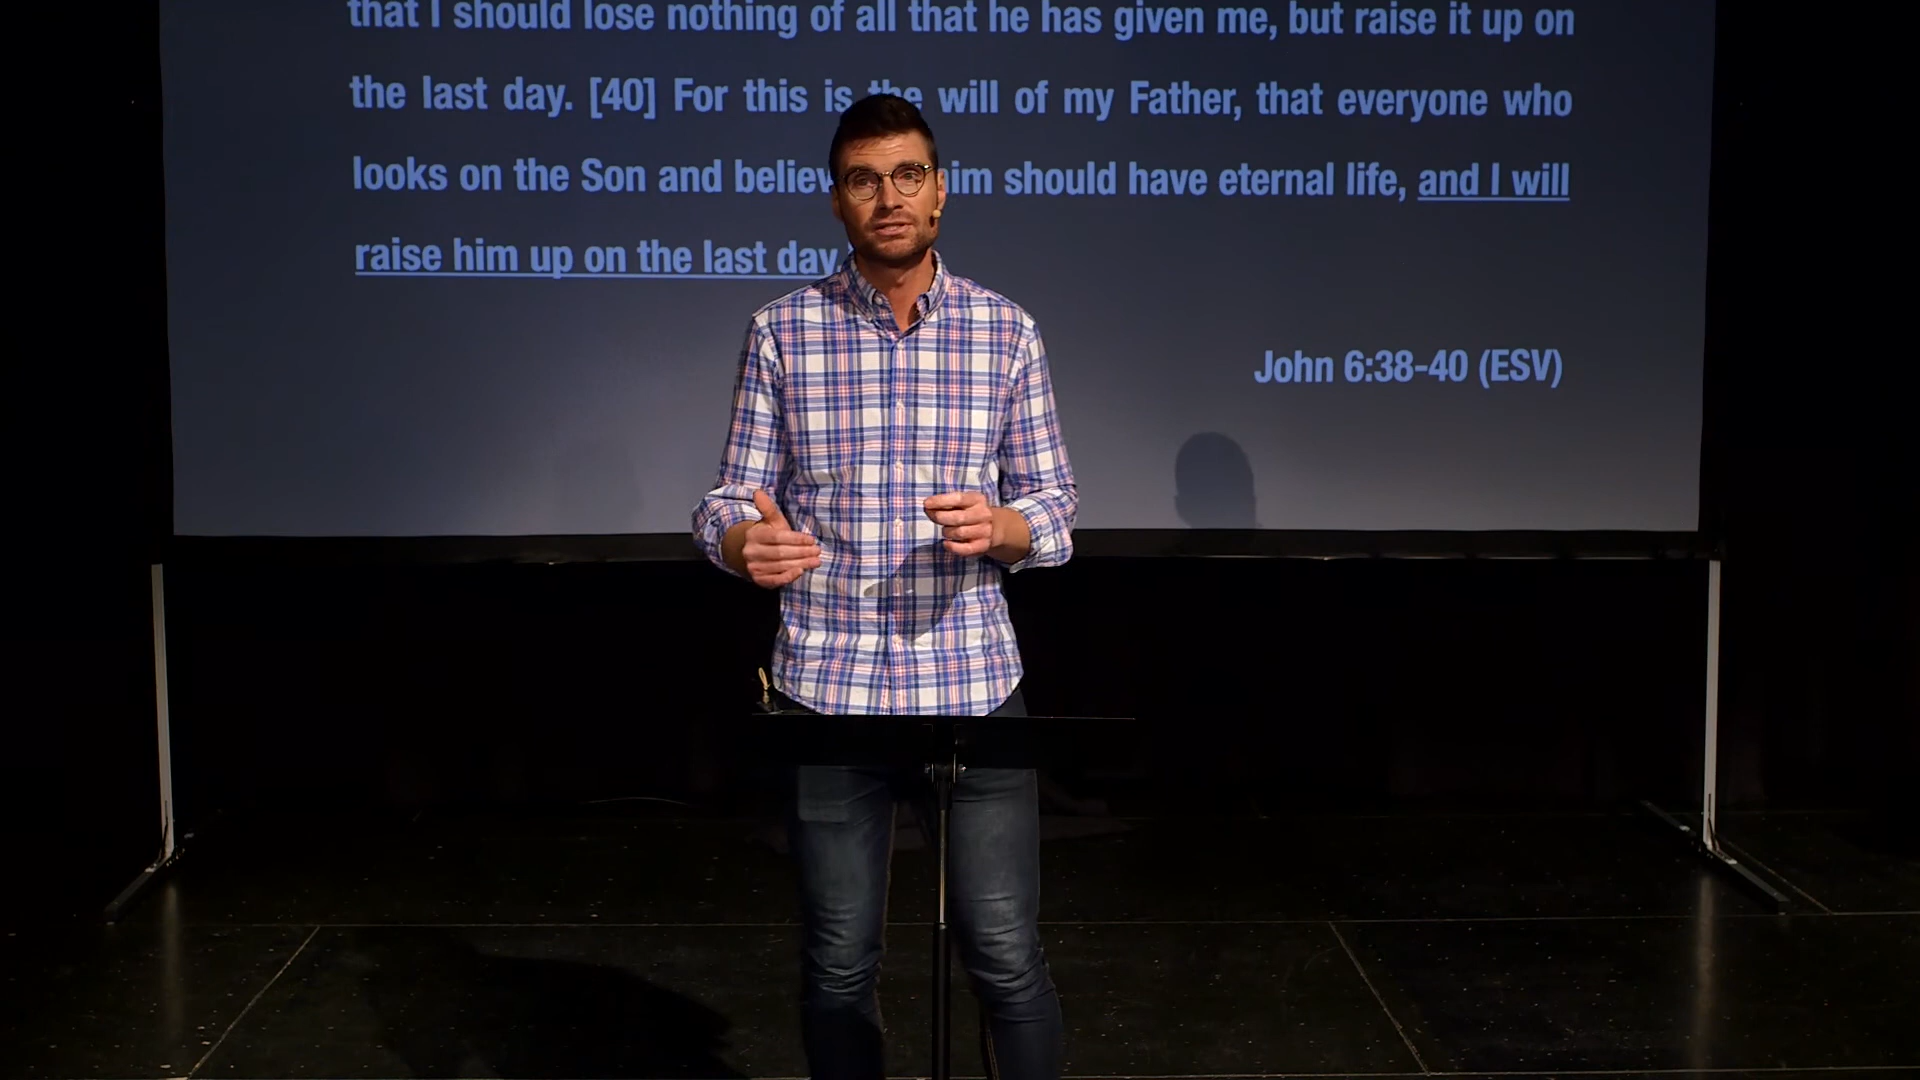 that I should lose nothing of all that he has given me, but raise it up on
the last day. [40] For this is the will of my Father, that everyone who
looks on the Son and believ him should have eternal life, and I will
raise him up on the last day.
John 6:38-40 (ESV)